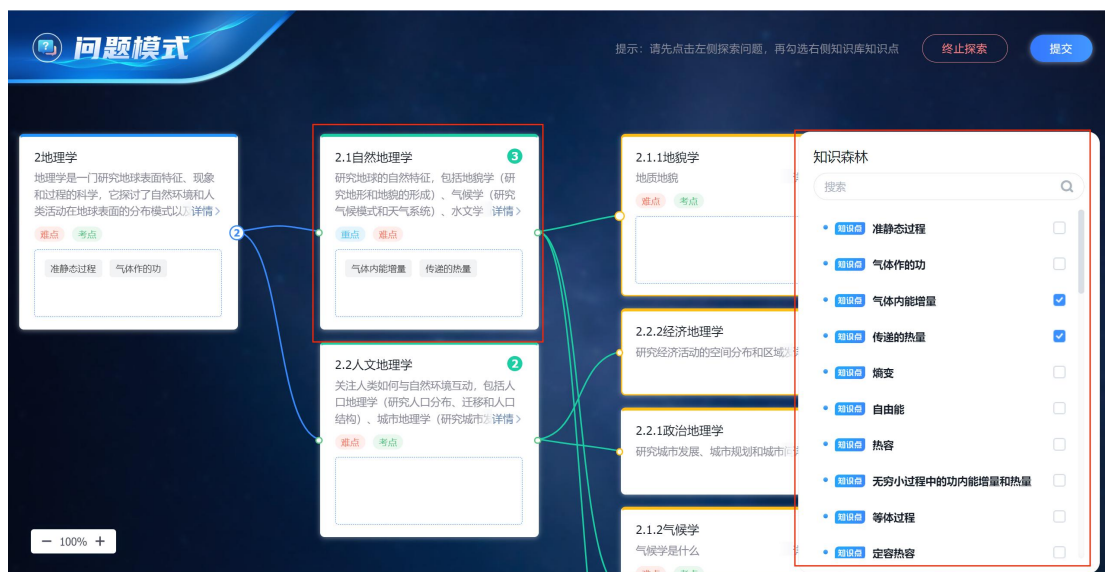 问题模式
提示：请先点击左侧探索问题，再勾选右侧知识库知识点
终止探索
提交
2地理学
地理学是一门研究地球表面特征、现象
和过程的科学，它探讨了自然环境和人
类活动在地球表面的分布模式以及详情>
难点 考点
准静态过程 气体作的功
2
2.1自然地理学
3
研究地球的自然特征，包括地貌学（研
究地形和地貌的形成）、气候学（研究
气候模式和天气系统）、水文学 详情>
重点 难点
气体内能增量 传递的热量
2.2人文地理学
2
关注人类如何与自然环境互动，包括人
口地理学（研究人口分布、迁移和人口
结构）、城市地理学（研究城市发详情>
难点 考点
2.1.1地貌学
地质地貌
难点 考点
2.2.2经济地理学
研究经济活动的空间分布和区域发
2.2.1政治地理学
研究城市发展、城市规划和城市问
2.1.2气候学
气候学是什么
难点 考点
知识森林
搜索
知识点 准静态过程
知识点 气体作的功
知识点 气体内能增量
知识点 传递的热量
知识点 熵变
知识点 自由能
知识点 热容
知识点 无穷小过程中的功内能增量和热量
知识点 等体过程
知识点 定容热容
− 100% +